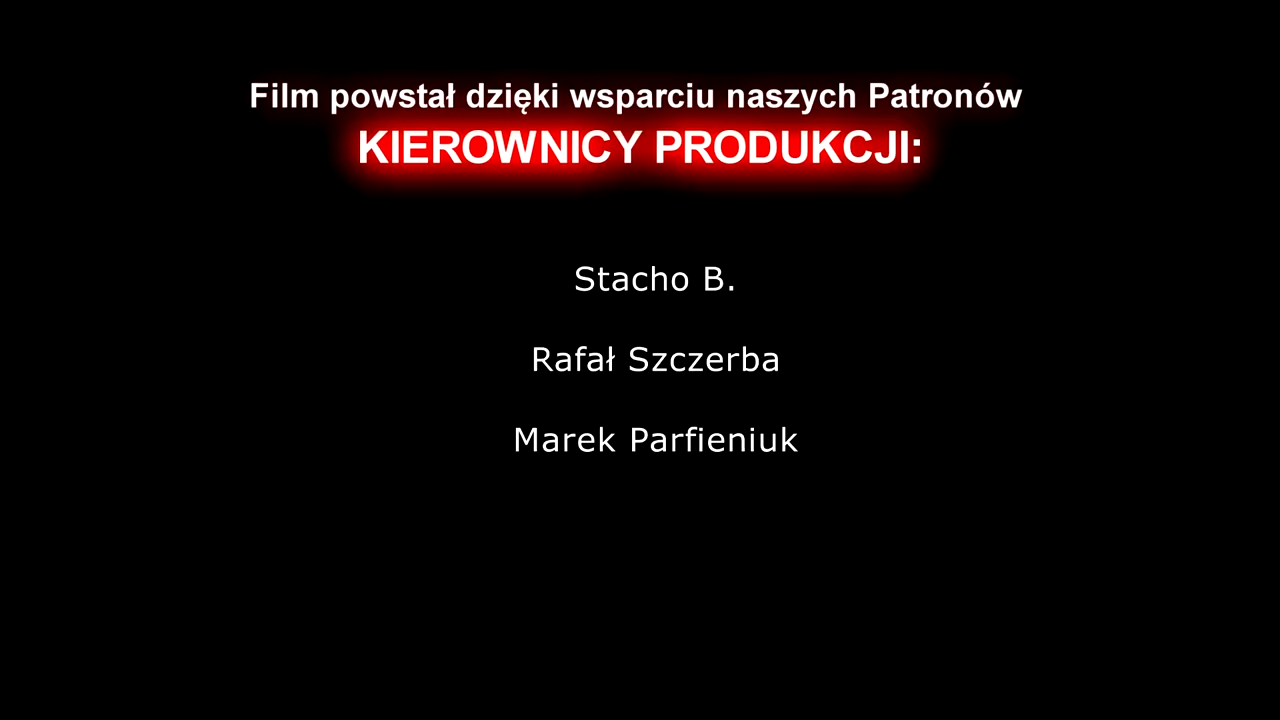 Film powstał dzięki wsparciu naszych Patronów
KIEROWNICY PRODUKCJI:
Stacho B.
Rafał Szczerba
Marek Parfieniuk